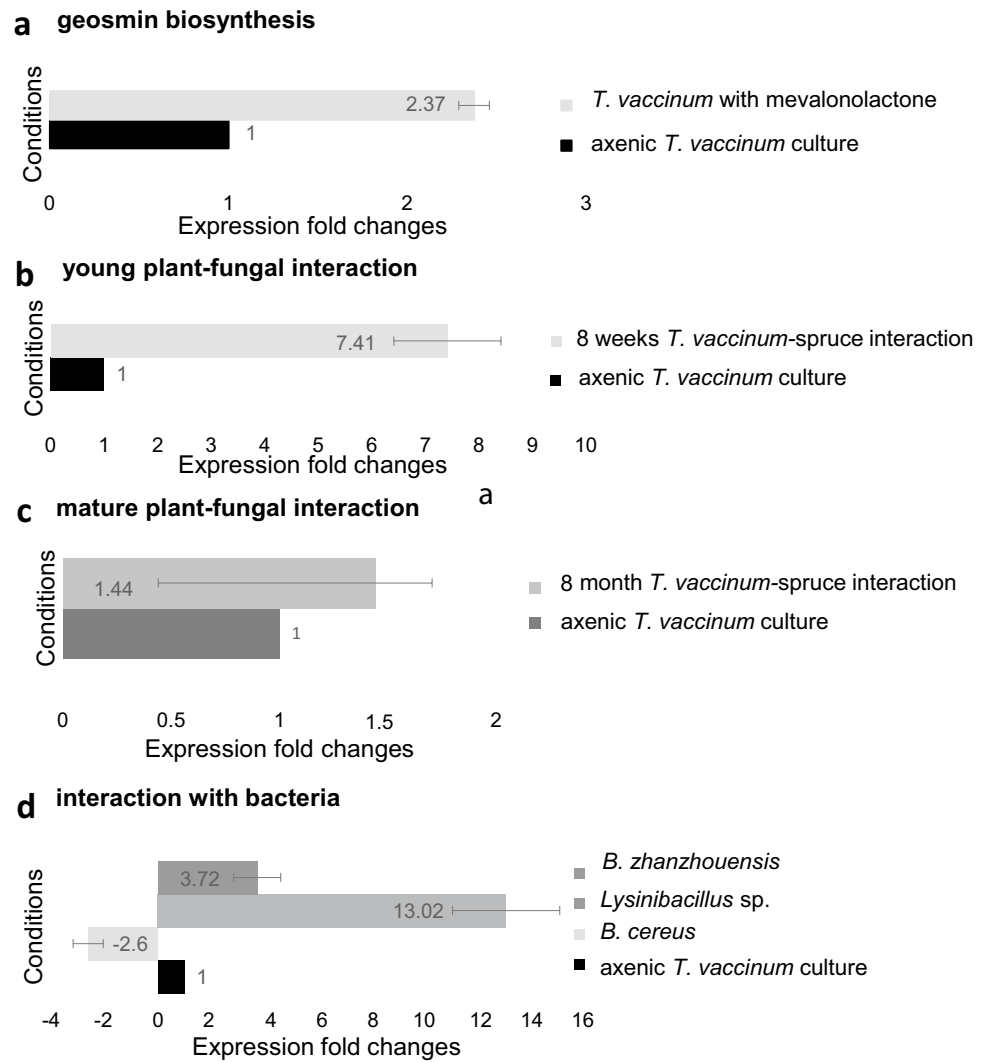 a geosmin biosynthesis
Conditions
2.37
1
T. vaccinum with mevalonolactone
axenic T. vaccinum culture
0 1 2 3
Expression fold changes
b young plant-fungal interaction
Conditions
7.41
1
8 weeks T. vaccinum-spruce interaction
axenic T. vaccinum culture
0 1 2 3 4 5 6 7 8 9 10
Expression fold changes
a
c mature plant-fungal interaction
Conditions
1.44
1
8 month T. vaccinum-spruce interaction
axenic T. vaccinum culture
0 0.5 1 1.5 2
Expression fold changes
d interaction with bacteria
Conditions
3.72
13.02
-2.6
1
B. zhanzhouensis
Lysinibacillus sp.
B. cereus
axenic T. vaccinum culture
-4 -2 0 2 4 6 8 10 12 14 16
Expression fold changes